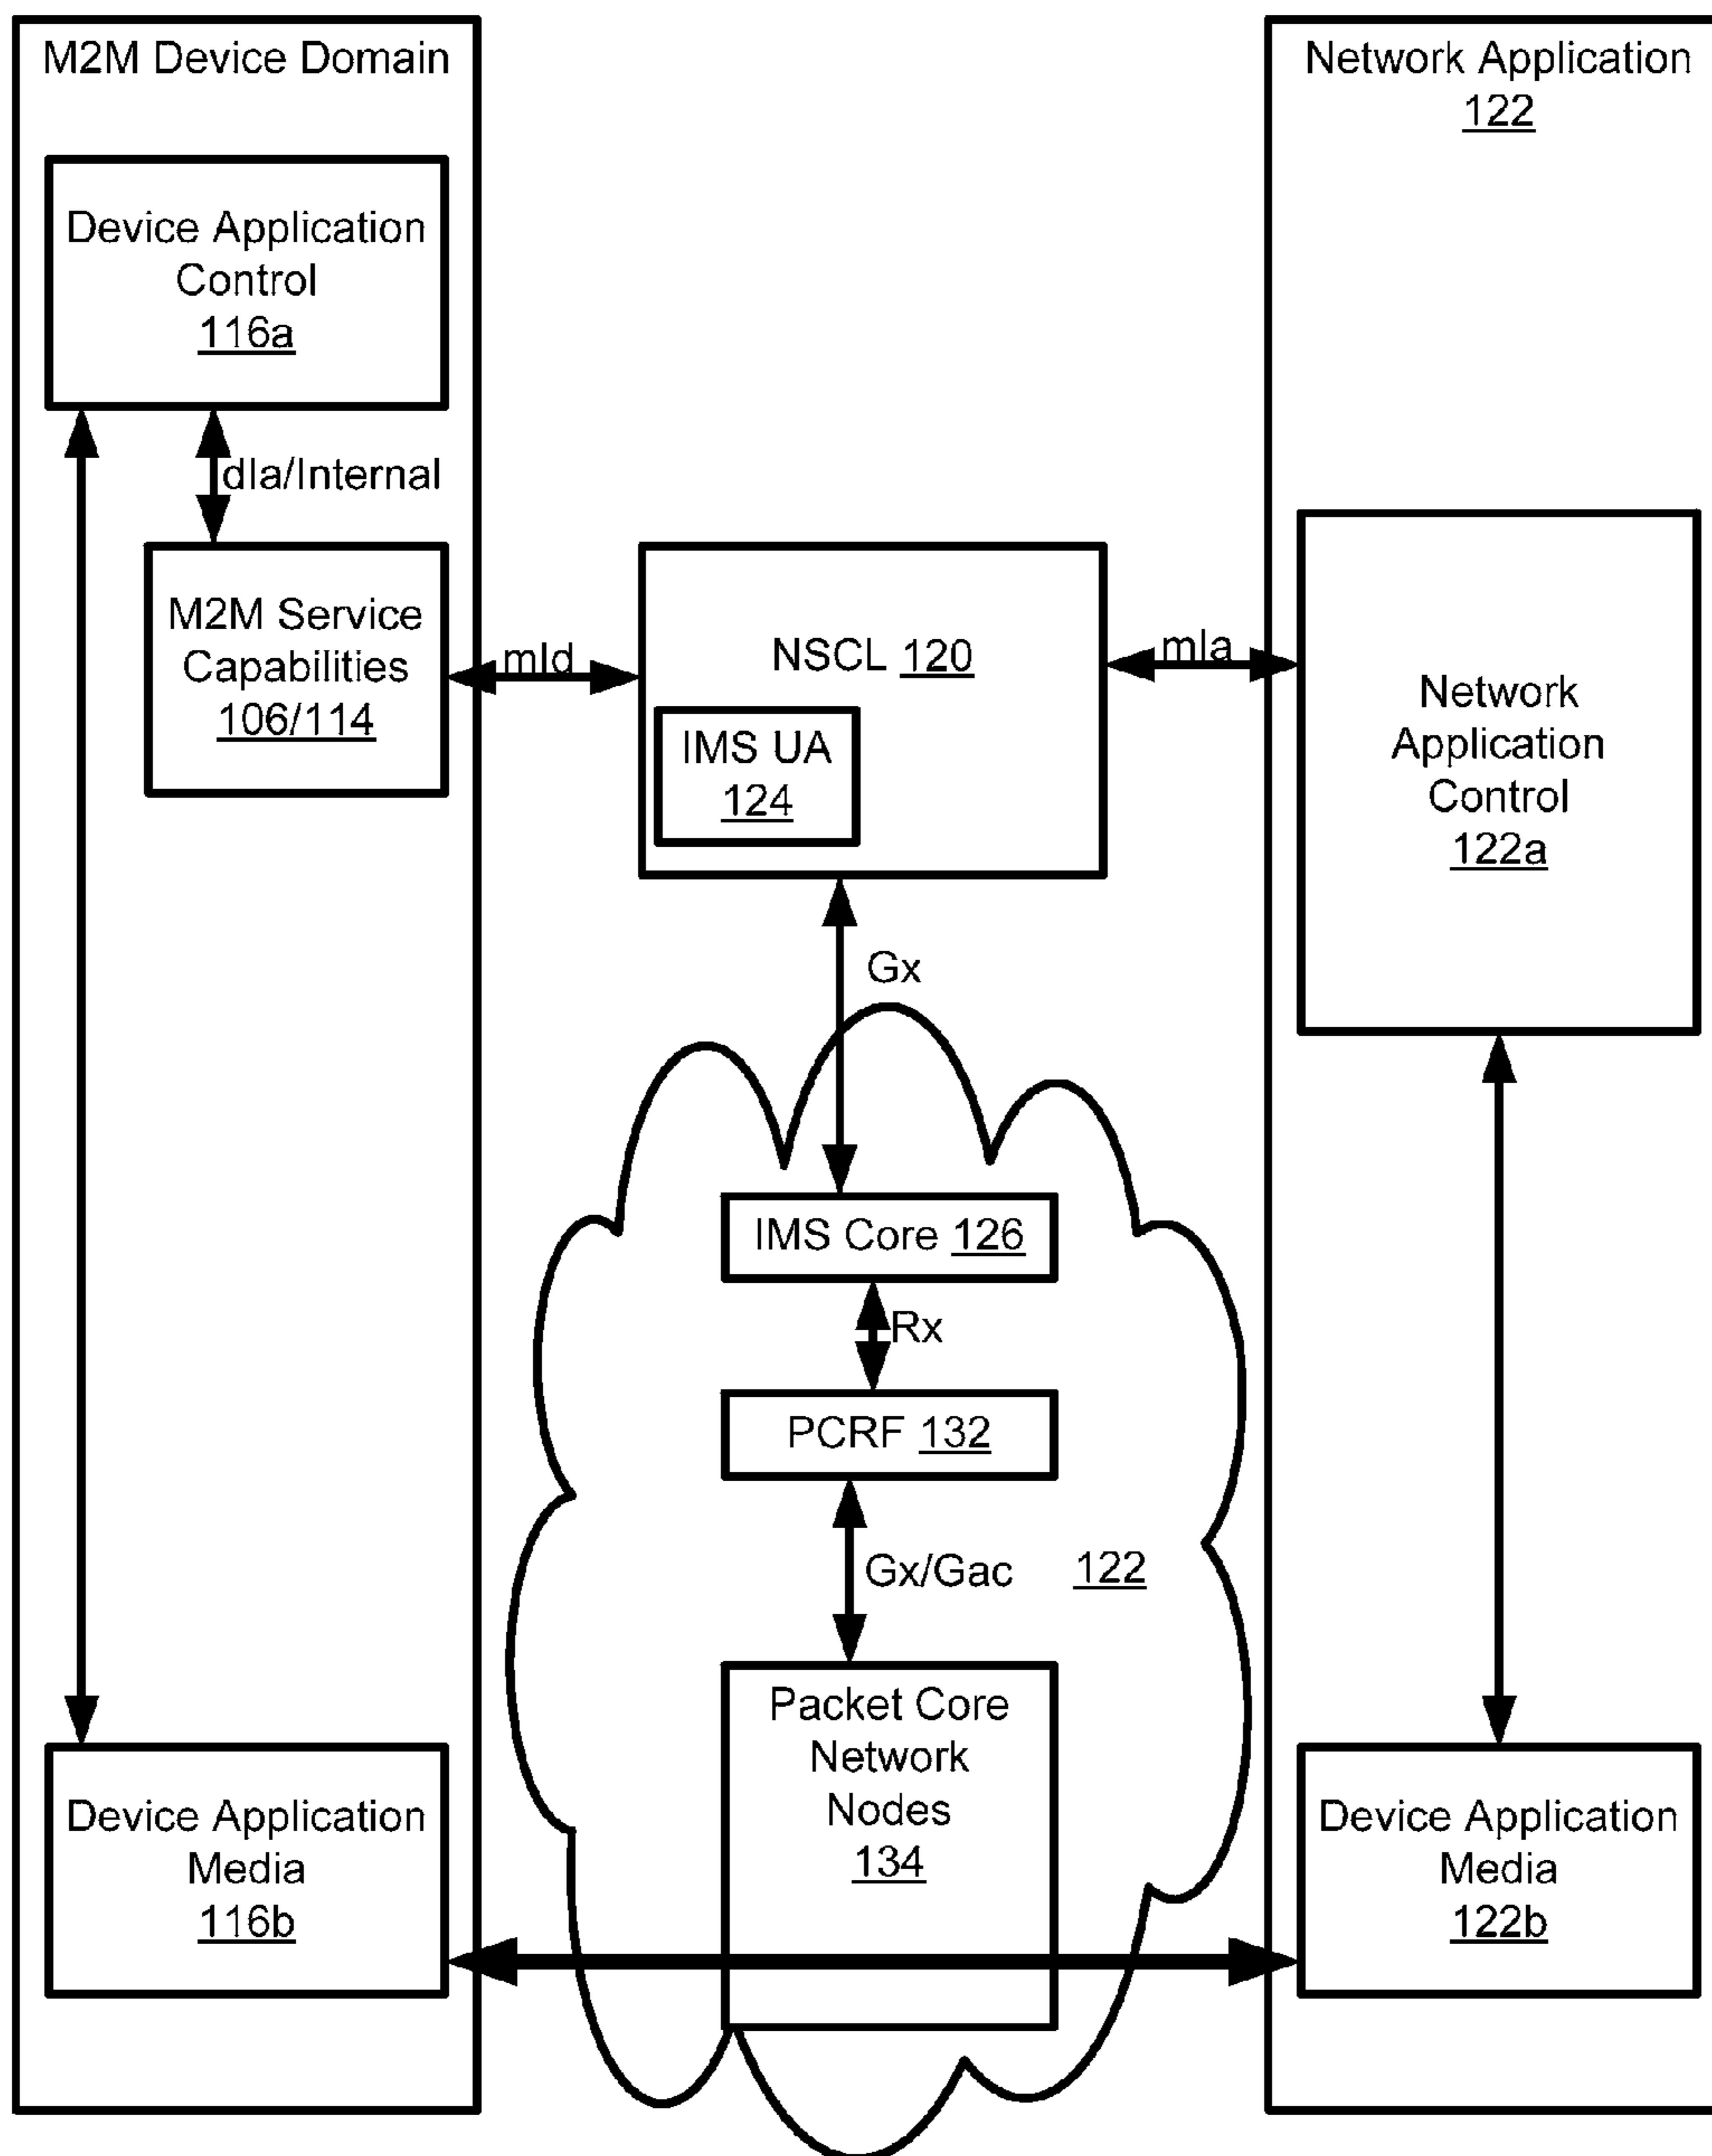 M2M Device Domain
Device Application
Control
116a
dIa/Internal
M2M Service
Capabilities
106/114
mId
NSCL 120
IMS UA
124
mIa
Network Application
122
Network
Application
Control
122a
Gx
IMS Core 126
Rx
PCRF 132
Gx/Gac
122
Packet Core
Network
Nodes
134
Device Application
Media
116b
Device Application
Media
122b